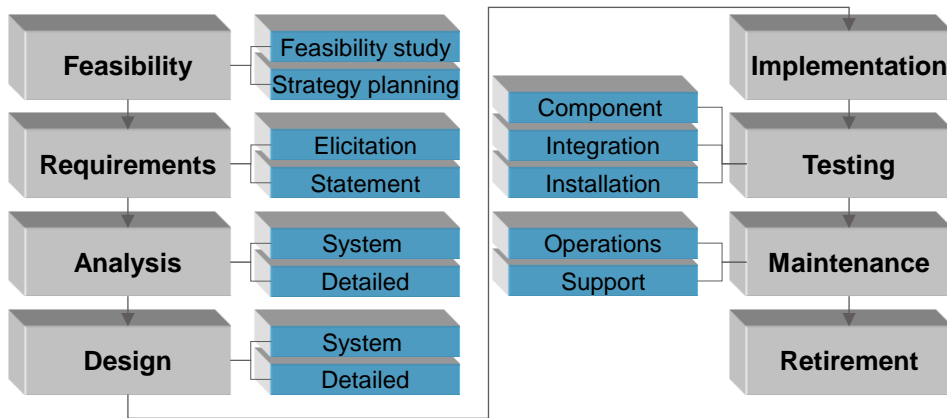 Feasibility
Feasibility study
Strategy planning
Requirements
Elicitation
Statement
Analysis
System
Detailed
Design
System
Detailed
Implementation
Component
Integration
Installation
Testing
Operations
Support
Maintenance
Retirement